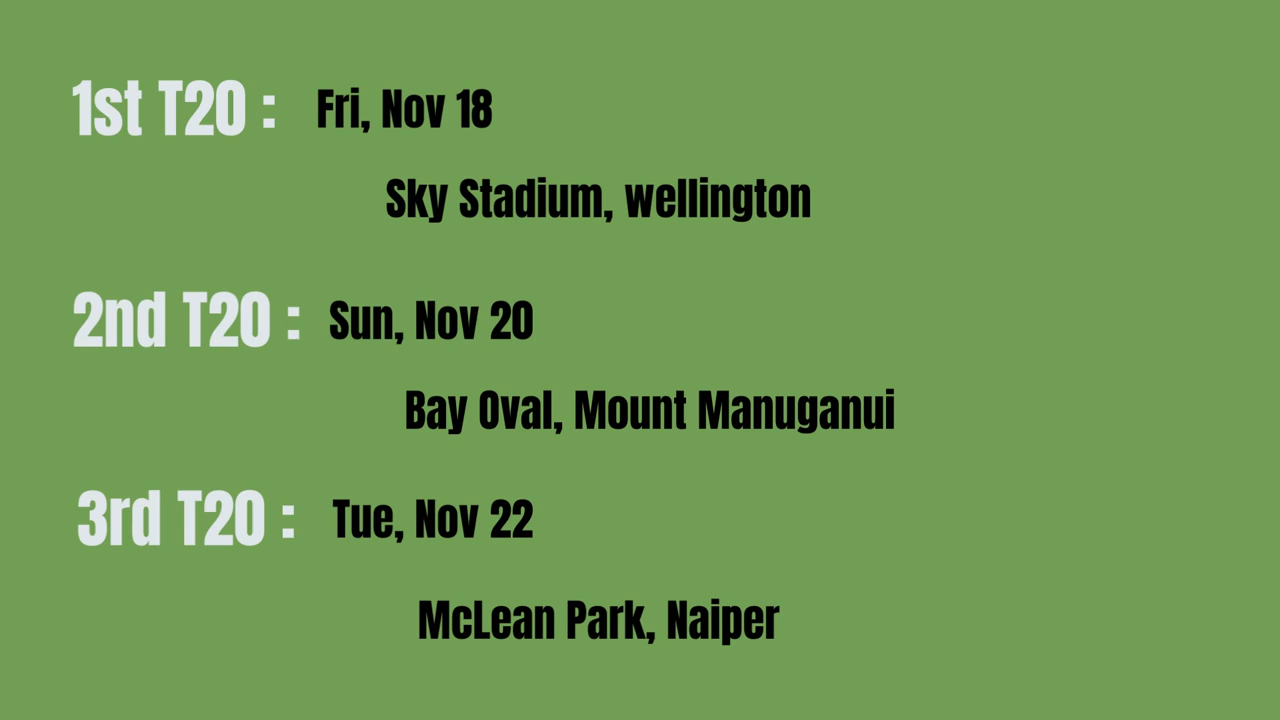 1st T20 : Fri, Nov 18
Sky Stadium, wellington
2nd T20 : Sun, Nov 20
Bay Oval, Mount Manuganui
3rd T20 : Tue, Nov 22
McLean Park, Naiper